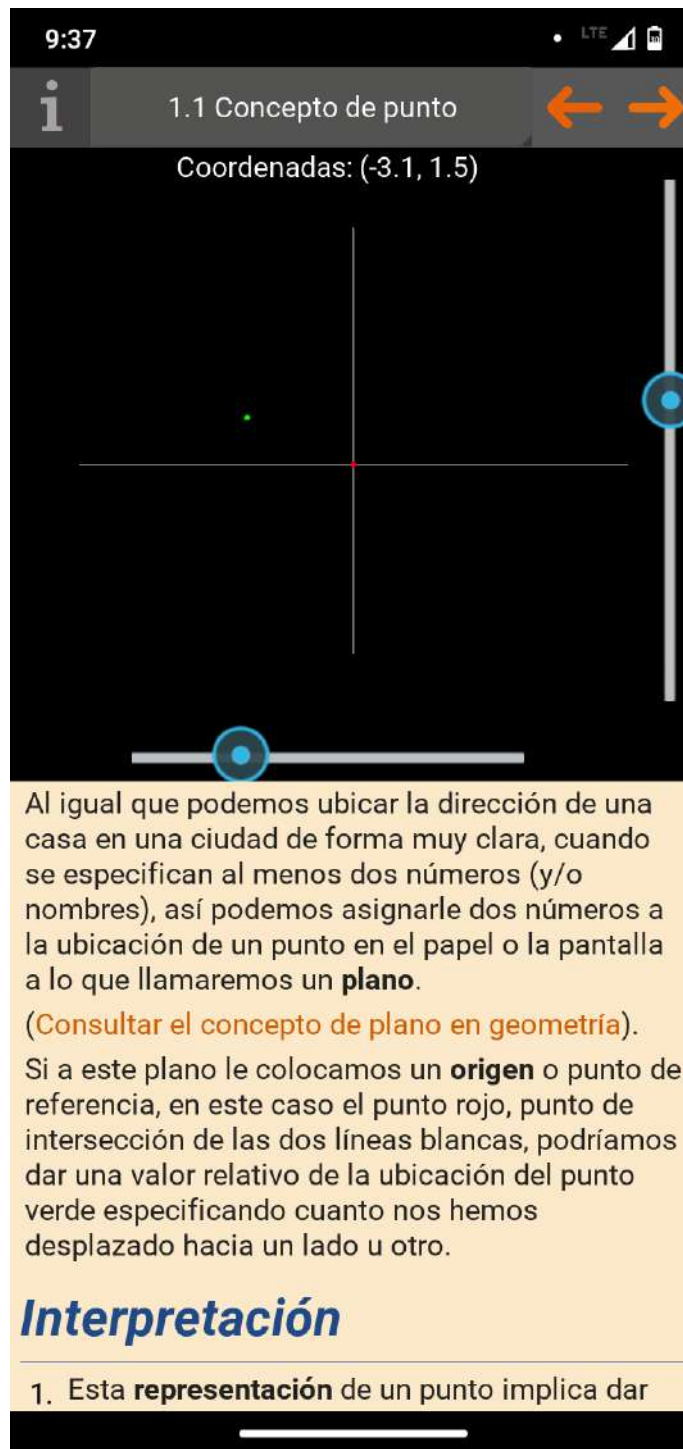 9:37
LTE
i
1.1 Concepto de punto
Coordenadas: (-3.1, 1.5)
Al igual que podemos ubicar la dirección de una
casa en una ciudad de forma muy clara, cuando
se especifican al menos dos números (y/o
nombres), así podemos asignarle dos números a
la ubicación de un punto en el papel o la pantalla
a lo que llamaremos un plano.
(Consultar el concepto de plano en geometría).
Si a este plano le colocamos un origen o punto de
referencia, en este caso el punto rojo, punto de
intersección de las dos líneas blancas, podríamos
dar una valor relativo de la ubicación del punto
verde especificando cuanto nos hemos
desplazado hacia un lado u otro.
Interpretación
1. Esta representación de un punto implica dar